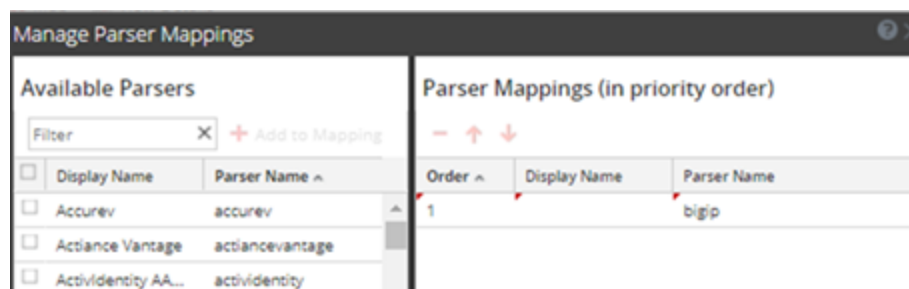 Manage Parser Mappings
Available Parsers
Filter
Add to Mapping
Display Name Parser Name
Accurev accurev
Actiance Vantage actiancevantage
ActivIdentity AA... actividentity
Parser Mappings (in priority order)
Order Display Name Parser Name
1 bigip